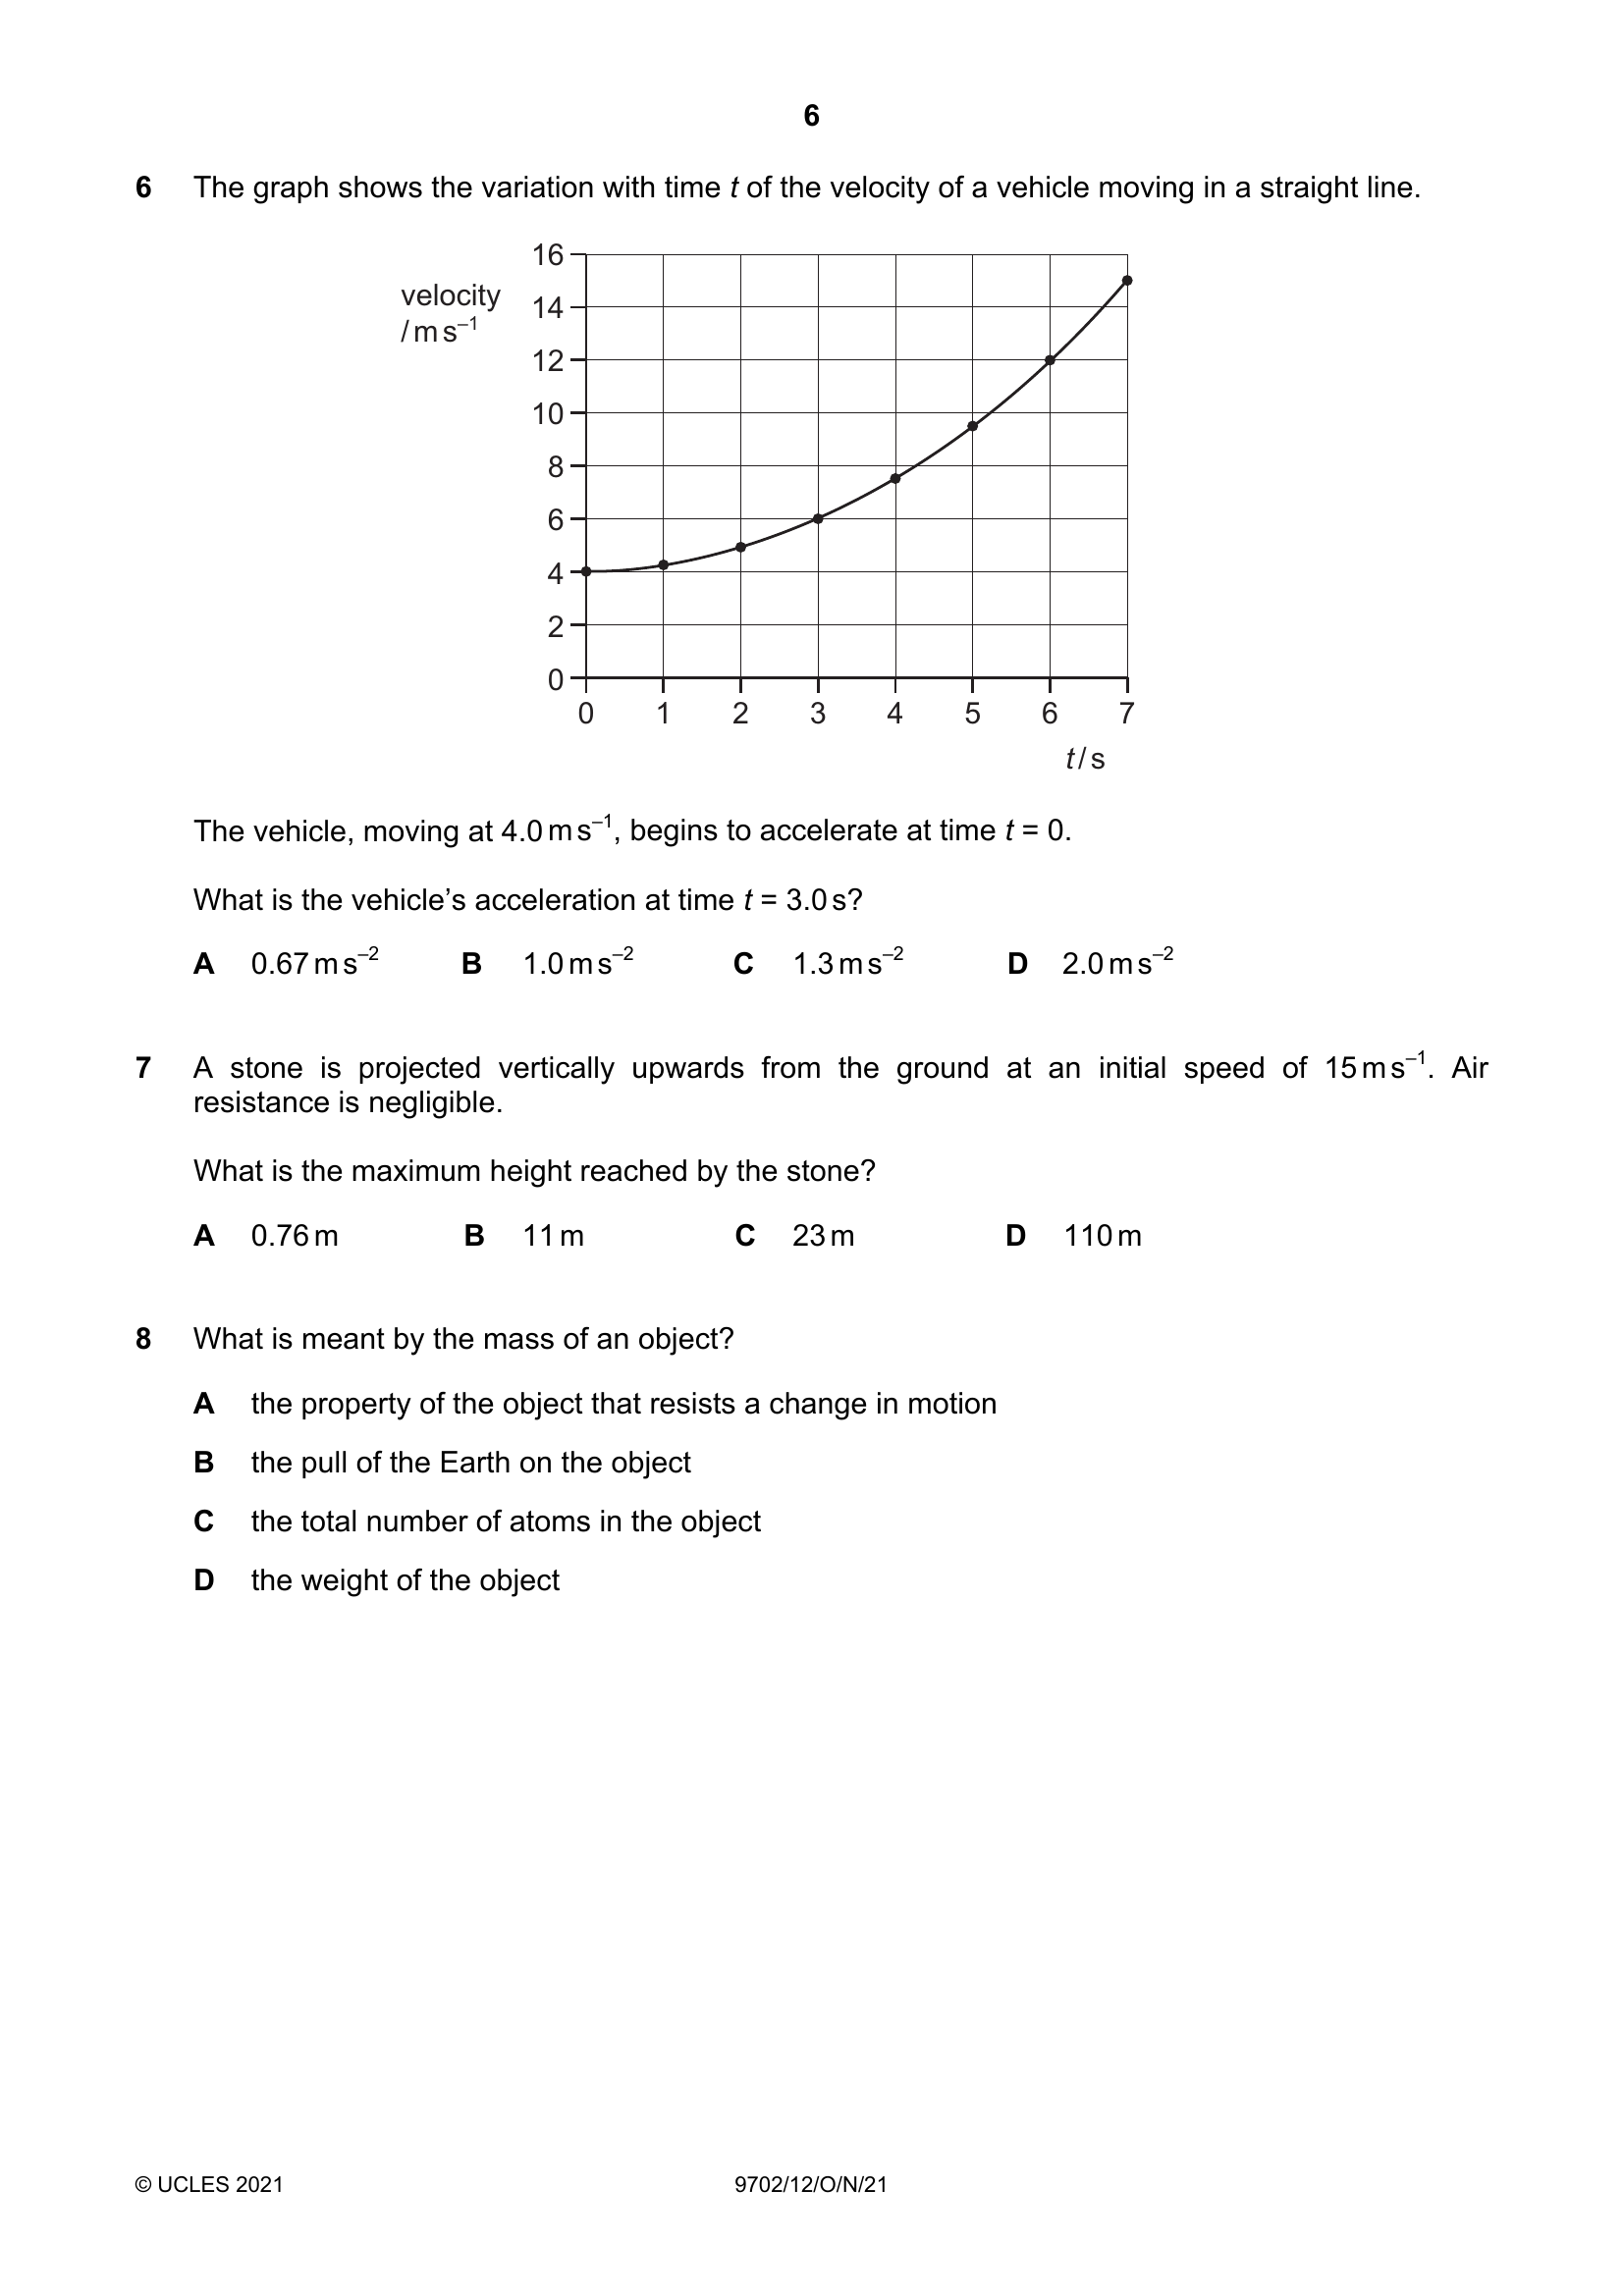 6
6 The graph shows the variation with time t of the velocity of a vehicle moving in a straight line.
velocity
/ m s⁻¹
16
14
12
10
8
6
4
2
0
0 1 2 3 4 5 6 7
t / s
The vehicle, moving at 4.0 m s⁻¹, begins to accelerate at time t = 0.
What is the vehicle’s acceleration at time t = 3.0 s?
A 0.67 m s⁻² B 1.0 m s⁻² C 1.3 m s⁻² D 2.0 m s⁻²
7 A stone is projected vertically upwards from the ground at an initial speed of 15 m s⁻¹. Air
resistance is negligible.
What is the maximum height reached by the stone?
A 0.76 m B 11 m C 23 m D 110 m
8 What is meant by the mass of an object?
A the property of the object that resists a change in motion
B the pull of the Earth on the object
C the total number of atoms in the object
D the weight of the object
© UCLES 2021 9702/12/O/N/21